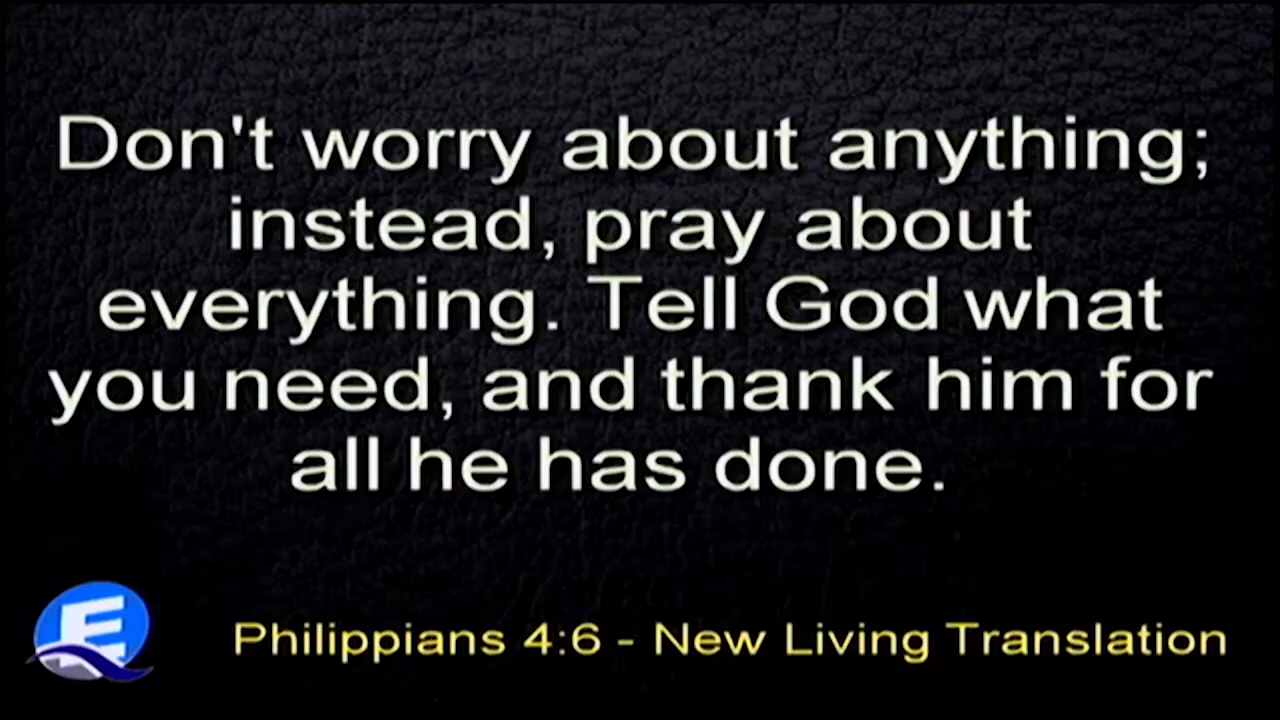 Don't worry about anything;
instead, pray about
everything. Tell God what
you need, and thank him for
all he has done.
E
Philippians 4:6 - New Living Translation